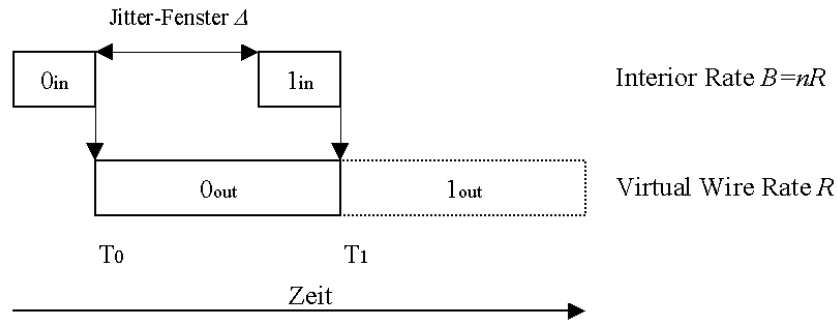 Jitter-Fenster Δ
0in
1in
Interior Rate B=nR
0out
1out
Virtual Wire Rate R
T0
T1
Zeit